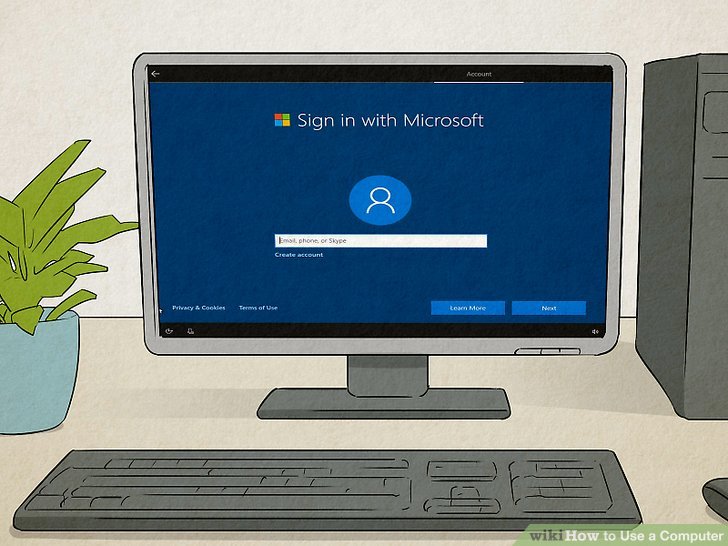 Account
Sign in with Microsoft
Email, phone, or Skype
Create account
Privacy & Cookies Terms of Use Learn More Next
wikiHow to Use a Computer